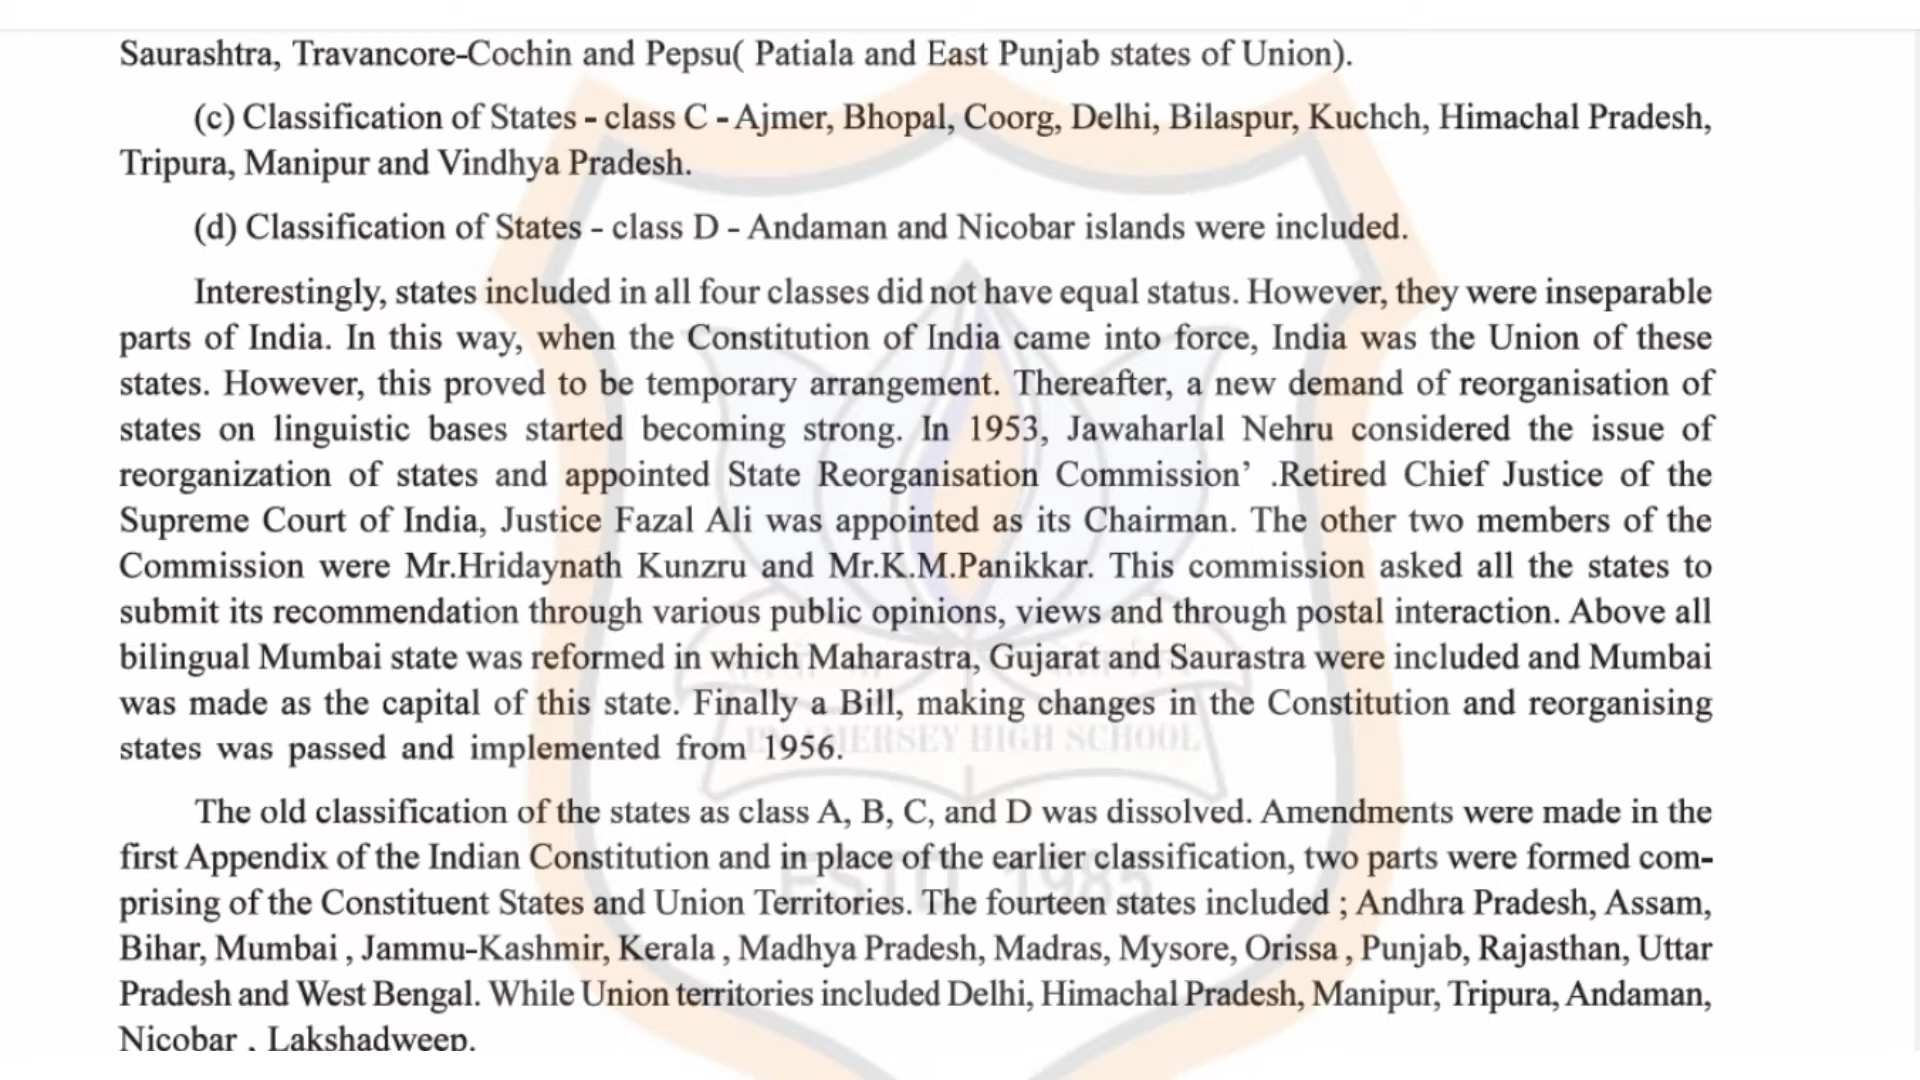 Saurashtra, Travancore-Cochin and Pepsu( Patiala and East Punjab states of Union).
(c) Classification of States - class C - Ajmer, Bhopal, Coorg, Delhi, Bilaspur, Kuchch, Himachal Pradesh,
Tripura, Manipur and Vindhya Pradesh.
(d) Classification of States - class D - Andaman and Nicobar islands were included.
Interestingly, states included in all four classes did not have equal status. However, they were inseparable
parts of India. In this way, when the Constitution of India came into force, India was the Union of these
states. However, this proved to be temporary arrangement. Thereafter, a new demand of reorganisation of
states on linguistic bases started becoming strong. In 1953, Jawaharlal Nehru considered the issue of
reorganization of states and appointed State Reorganisation Commission’ .Retired Chief Justice of the
Supreme Court of India, Justice Fazal Ali was appointed as its Chairman. The other two members of the
Commission were Mr.Hridaynath Kunzru and Mr.K.M.Panikkar. This commission asked all the states to
submit its recommendation through various public opinions, views and through postal interaction. Above all
bilingual Mumbai state was reformed in which Maharastra, Gujarat and Saurastra were included and Mumbai
was made as the capital of this state. Finally a Bill, making changes in the Constitution and reorganising
states was passed and implemented from 1956.
HIGH SCHOOL
The old classification of the states as class A, B, C, and D was dissolved. Amendments were made in the
first Appendix of the Indian Constitution and in place of the earlier classification, two parts were formed com-
ESTD 1985
prising of the Constituent States and Union Territories. The fourteen states included ; Andhra Pradesh, Assam,
Bihar, Mumbai , Jammu-Kashmir, Kerala , Madhya Pradesh, Madras, Mysore, Orissa , Punjab, Rajasthan, Uttar
Pradesh and West Bengal. While Union territories included Delhi, Himachal Pradesh, Manipur, Tripura, Andaman,
Nicobar , Lakshadweep.